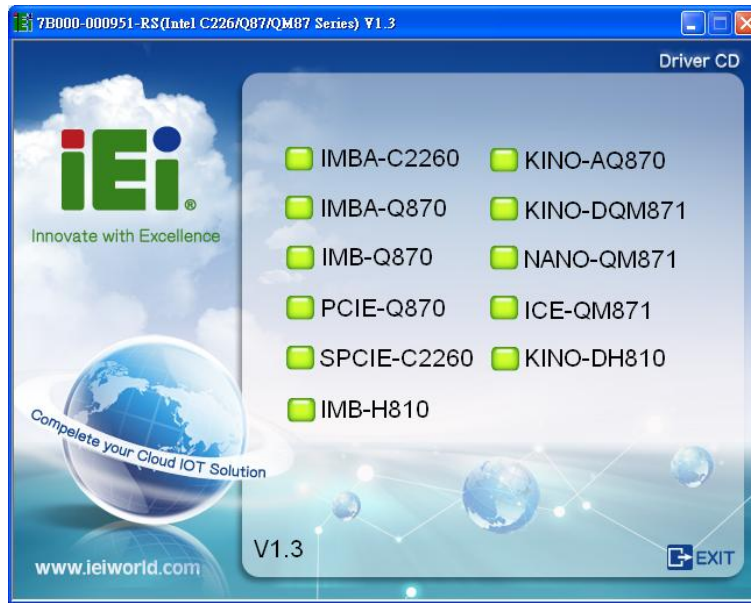 7B000-000951-RS(Intel C226/Q87/QM87 Series) V1.3
Driver CD
iEi®
Innovate with Excellence
IMBA-C2260
IMBA-Q870
IMB-Q870
PCIE-Q870
SPCIE-C2260
IMB-H810
KINO-AQ870
KINO-DQM871
NANO-QM871
ICE-QM871
KINO-DH810
Compelete your Cloud IOT Solution
www.ieiworld.com
V1.3
EXIT